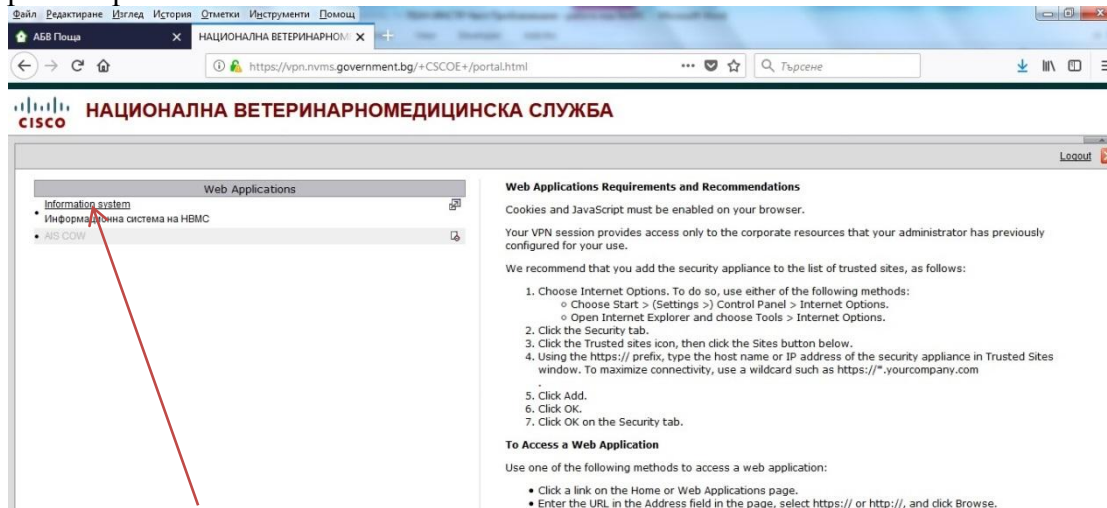 Файл Редактиране Изглед История Отметки Инструменти Помощ
АБВ Поща
НАЦИОНАЛНА ВЕТЕРИНАРНОМ
https://vpn.nvms.government.bg/+CSCOE+/portal.html
Търсене
CISCO
НАЦИОНАЛНА ВЕТЕРИНАРНОМЕДИЦИНСКА СЛУЖБА
Logout
Web Applications
Information system
Информационна система на НВМС
AIS COW
Web Applications Requirements and Recommendations
Cookies and JavaScript must be enabled on your browser.
Your VPN session provides access only to the corporate resources that your administrator has previously
configured for your use.
We recommend that you add the security appliance to the list of trusted sites, as follows:
1. Choose Internet Options. To do so, use either of the following methods:
Choose Start > (Settings >) Control Panel > Internet Options.
Open Internet Explorer and choose Tools > Internet Options.
2. Click the Security tab.
3. Click the Trusted sites icon, then click the Sites button below.
4. Using the https:// prefix, type the host name or IP address of the security appliance in Trusted Sites
window. To maximize connectivity, use a wildcard such as https://*.yourcompany.com
.
5. Click Add.
6. Click OK.
7. Click OK on the Security tab.
To Access a Web Application
Use one of the following methods to access a web application:
• Click a link on the Home or Web Applications page.
• Enter the URL in the Address field in the page, select https:// or http://, and click Browse.